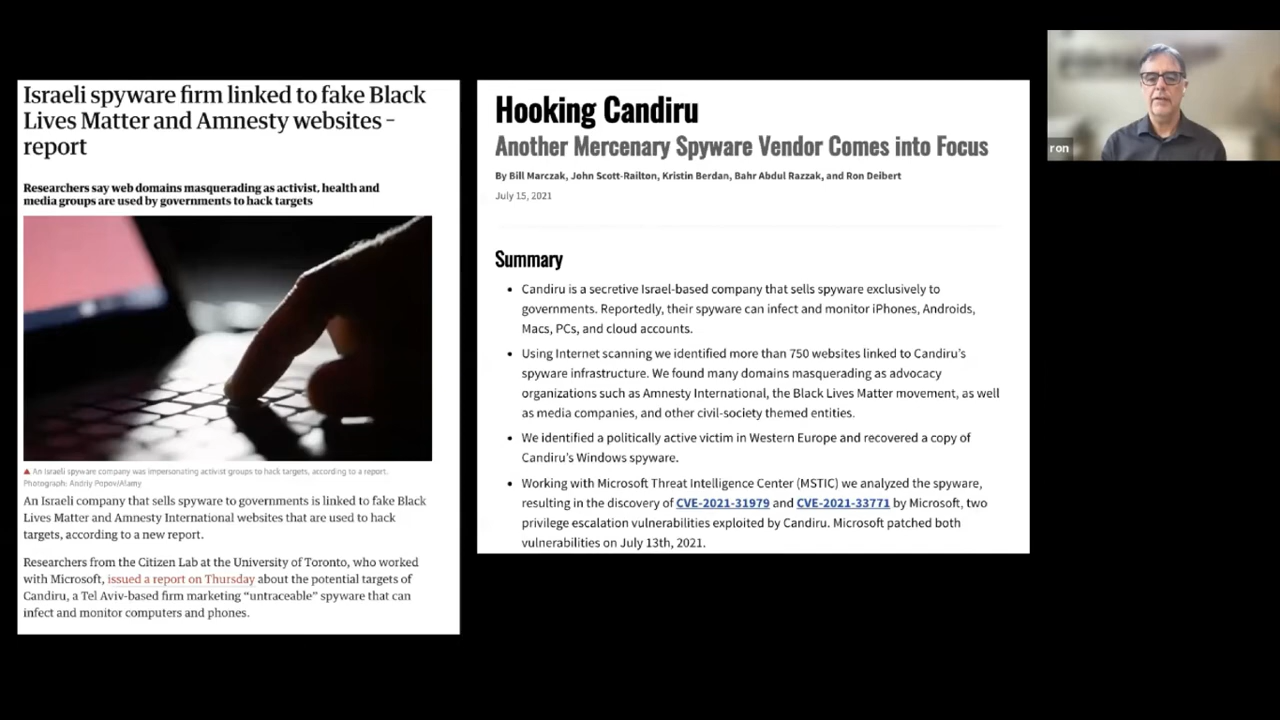 Israeli spyware firm linked to fake Black
Lives Matter and Amnesty websites –
report
Researchers say web domains masquerading as activist, health and
media groups are used by governments to hack targets
▲ An Israeli spyware company was impersonating activist groups to hack targets, according to a report.
Photograph: Andriy Popov/Alamy
An Israeli company that sells spyware to governments is linked to fake Black
Lives Matter and Amnesty International websites that are used to hack
targets, according to a new report.
Researchers from the Citizen Lab at the University of Toronto, who worked
with Microsoft, issued a report on Thursday about the potential targets of
Candiru, a Tel Aviv-based firm marketing “untraceable” spyware that can
infect and monitor computers and phones.
Hooking Candiru
Another Mercenary Spyware Vendor Comes into Focus
By Bill Marczak, John Scott-Railton, Kristin Berdan, Bahr Abdul Razzak, and Ron Deibert
July 15, 2021
Summary
• Candiru is a secretive Israel-based company that sells spyware exclusively to
governments. Reportedly, their spyware can infect and monitor iPhones, Androids,
Macs, PCs, and cloud accounts.
• Using Internet scanning we identified more than 750 websites linked to Candiru’s
spyware infrastructure. We found many domains masquerading as advocacy
organizations such as Amnesty International, the Black Lives Matter movement, as well
as media companies, and other civil-society themed entities.
• We identified a politically active victim in Western Europe and recovered a copy of
Candiru’s Windows spyware.
• Working with Microsoft Threat Intelligence Center (MSTIC) we analyzed the spyware,
resulting in the discovery of CVE-2021-31979 and CVE-2021-33771 by Microsoft, two
privilege escalation vulnerabilities exploited by Candiru. Microsoft patched both
vulnerabilities on July 13th, 2021.
ron